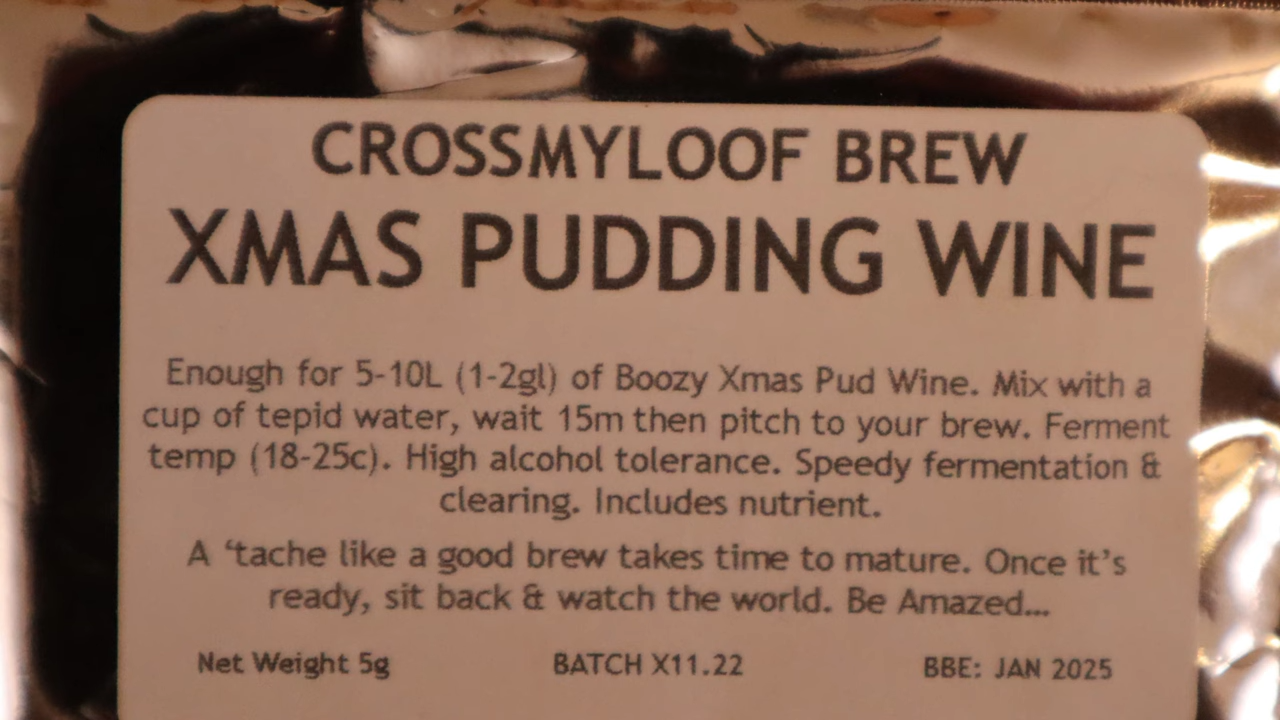 CROSSMYLOOF BREW
XMAS PUDDING WINE
Enough for 5-10L (1-2gl) of Boozy Xmas Pud Wine. Mix with a
cup of tepid water, wait 15m then pitch to your brew. Ferment
temp (18-25c). High alcohol tolerance. Speedy fermentation &
clearing. Includes nutrient.
A ‘tache like a good brew takes time to mature. Once it’s
ready, sit back & watch the world. Be Amazed...
Net Weight 5g BATCH X11.22 BBE: JAN 2025